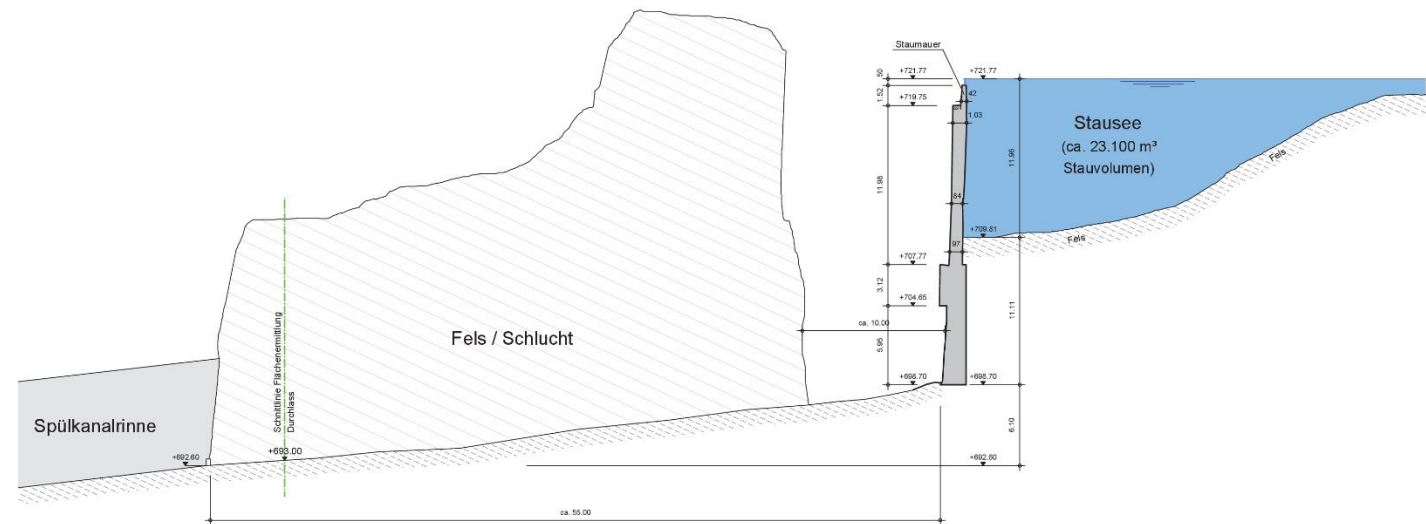 Staumauer
+721.77
+721.77
50
1.52
42
+719.75
1.03
Stausee
(ca. 23.100 m³
Stauvolumen)
11.96
11.98
84
Fels
+709.81
Fels
97
+707.77
3.12
+704.65
11.11
ca. 10.00
5.95
Fels / Schlucht
Schnittlinie Flächenermittlung
Durchlass
+698.70
+698.70
Spülkanalrinne
6.10
+693.00
+692.60
+692.60
ca. 55.00